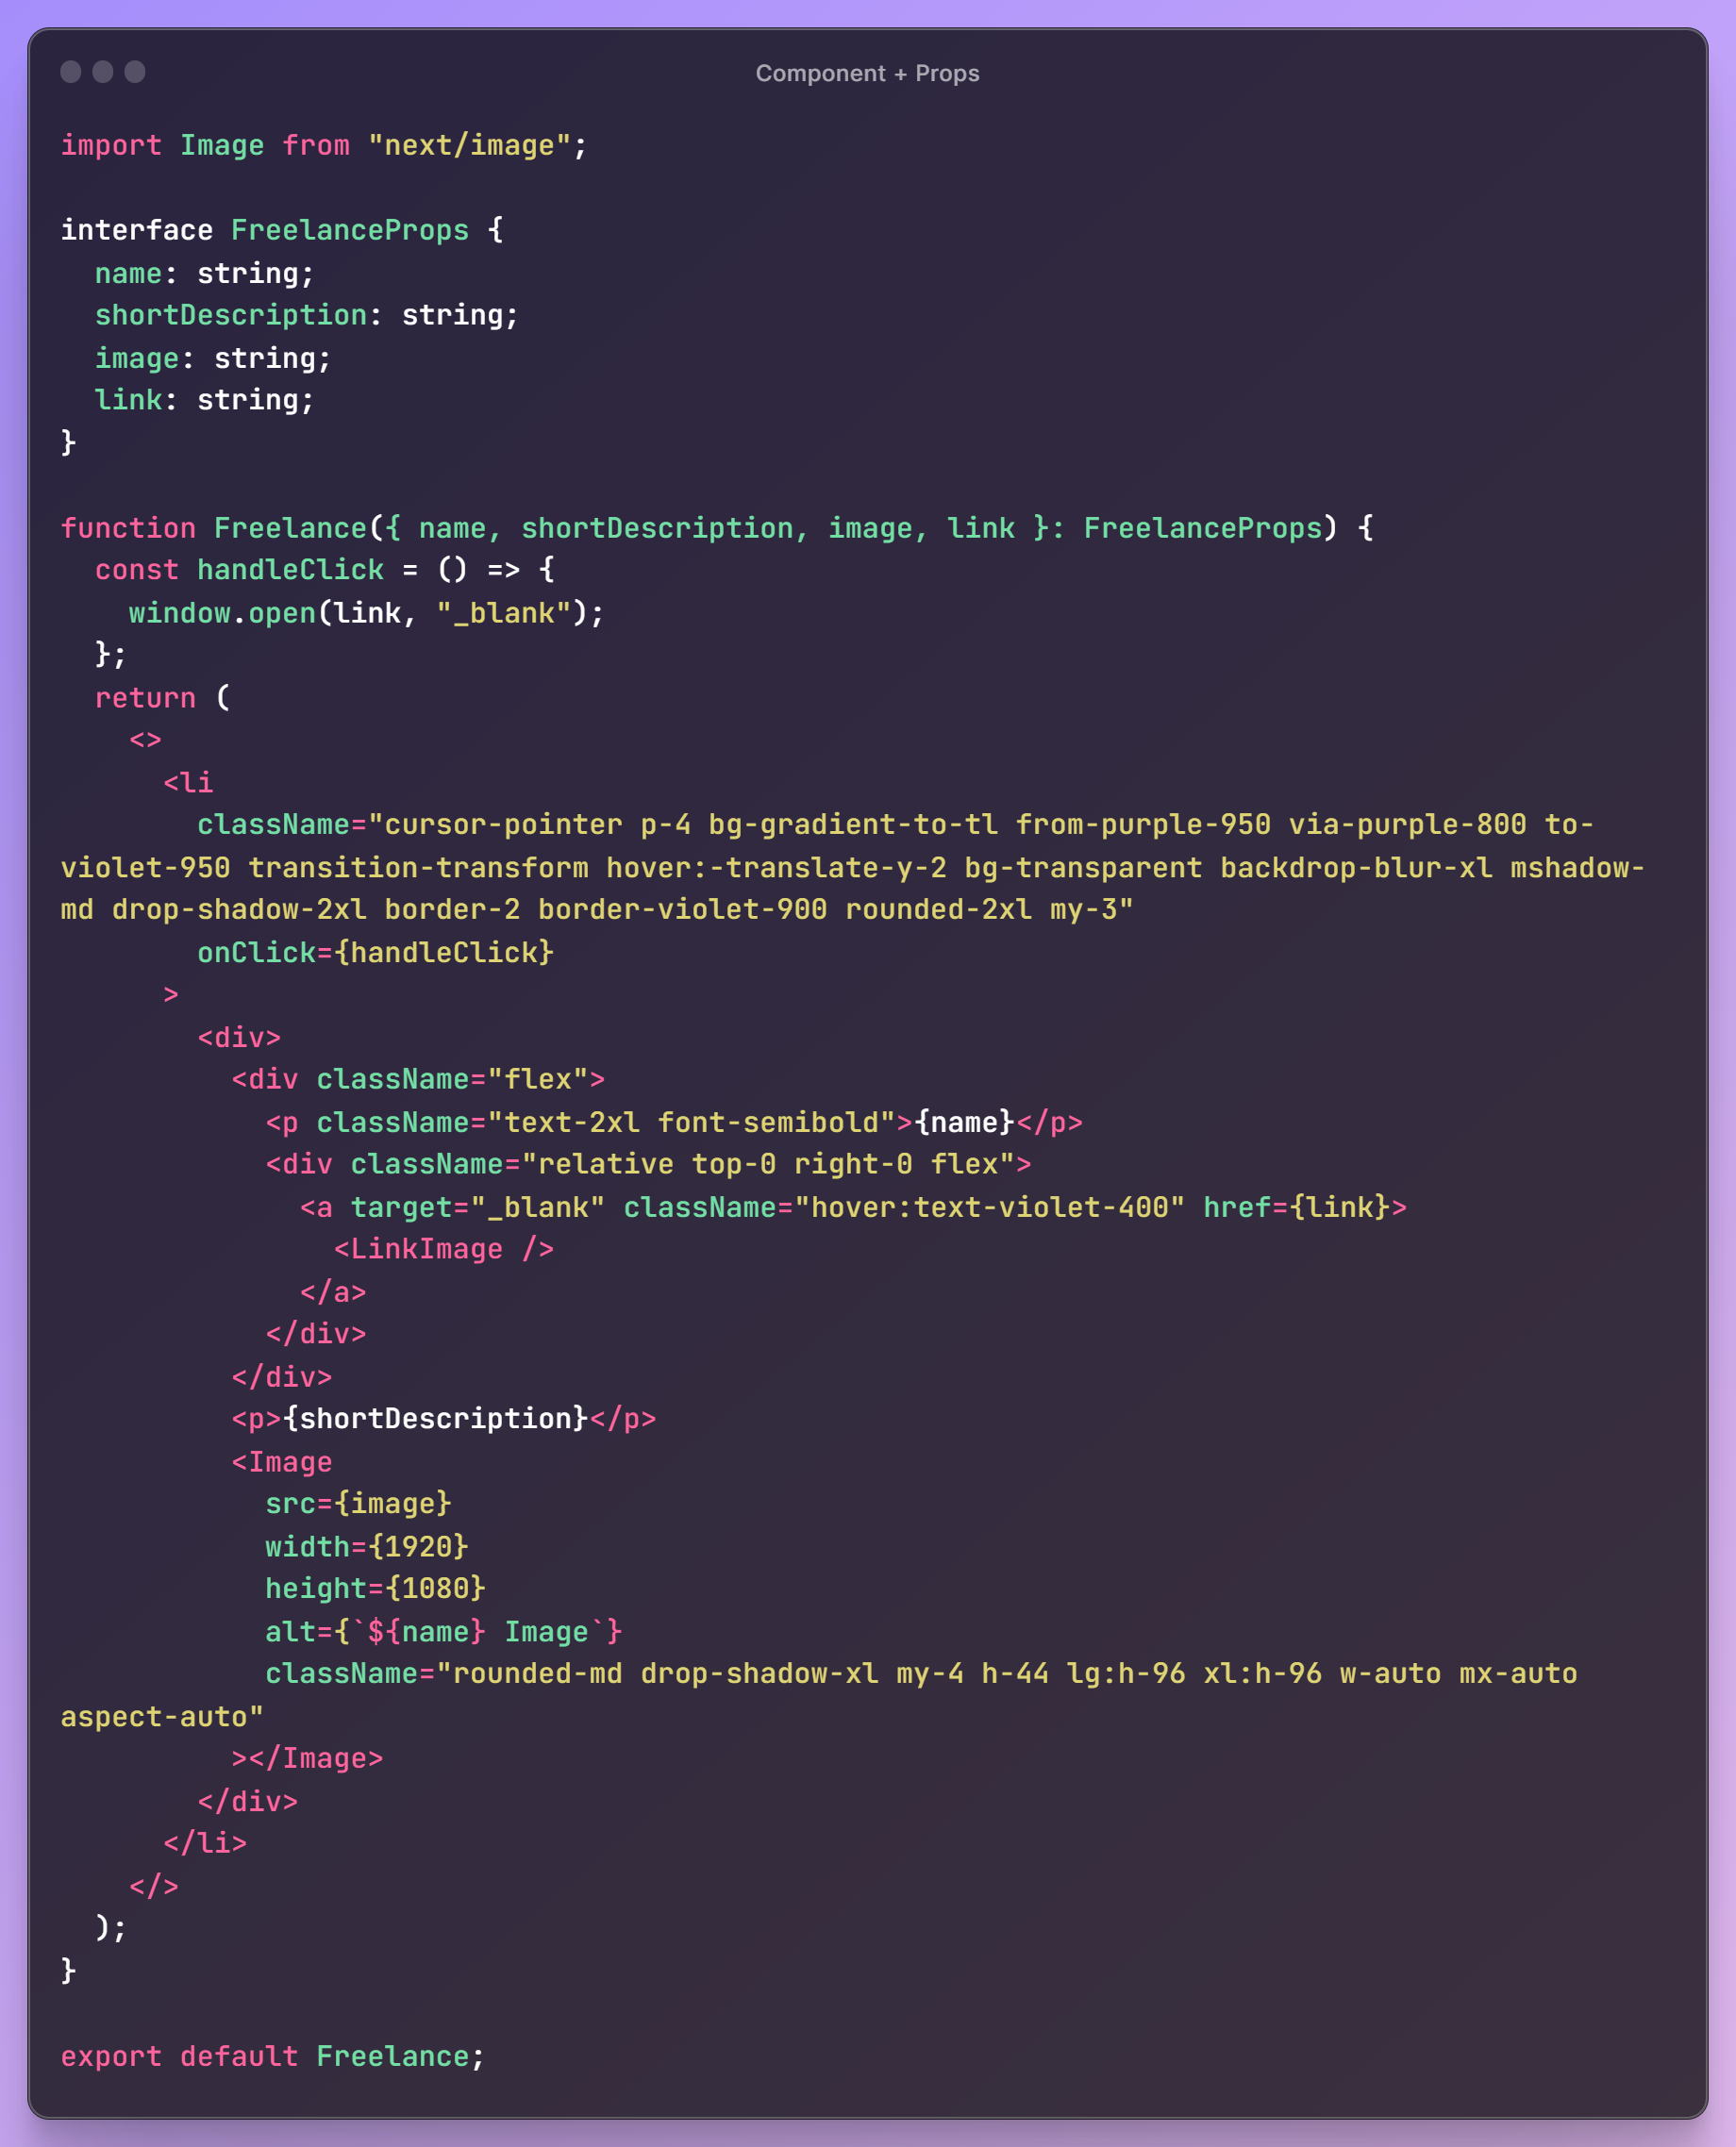 Component + Props
import Image from "next/image";
interface FreelanceProps {
  name: string;
  shortDescription: string;
  image: string;
  link: string;
}
function Freelance({ name, shortDescription, image, link }: FreelanceProps) {
  const handleClick = () => {
    window.open(link, "_blank");
  };
  return (
    <>
      <li
        className="cursor-pointer p-4 bg-gradient-to-tl from-purple-950 via-purple-800 to-
violet-950 transition-transform hover:-translate-y-2 bg-transparent backdrop-blur-xl mshadow-
md drop-shadow-2xl border-2 border-violet-900 rounded-2xl my-3"
        onClick={handleClick}
      >
        <div>
          <div className="flex">
            <p className="text-2xl font-semibold">{name}</p>
            <div className="relative top-0 right-0 flex">
              <a target="_blank" className="hover:text-violet-400" href={link}>
                <LinkImage />
              </a>
            </div>
          </div>
          <p>{shortDescription}</p>
          <Image
            src={image}
            width={1920}
            height={1080}
            alt={`${name} Image`}
            className="rounded-md drop-shadow-xl my-4 h-44 lg:h-96 xl:h-96 w-auto mx-auto
aspect-auto"
          ></Image>
        </div>
      </li>
    </>
  );
}
export default Freelance;